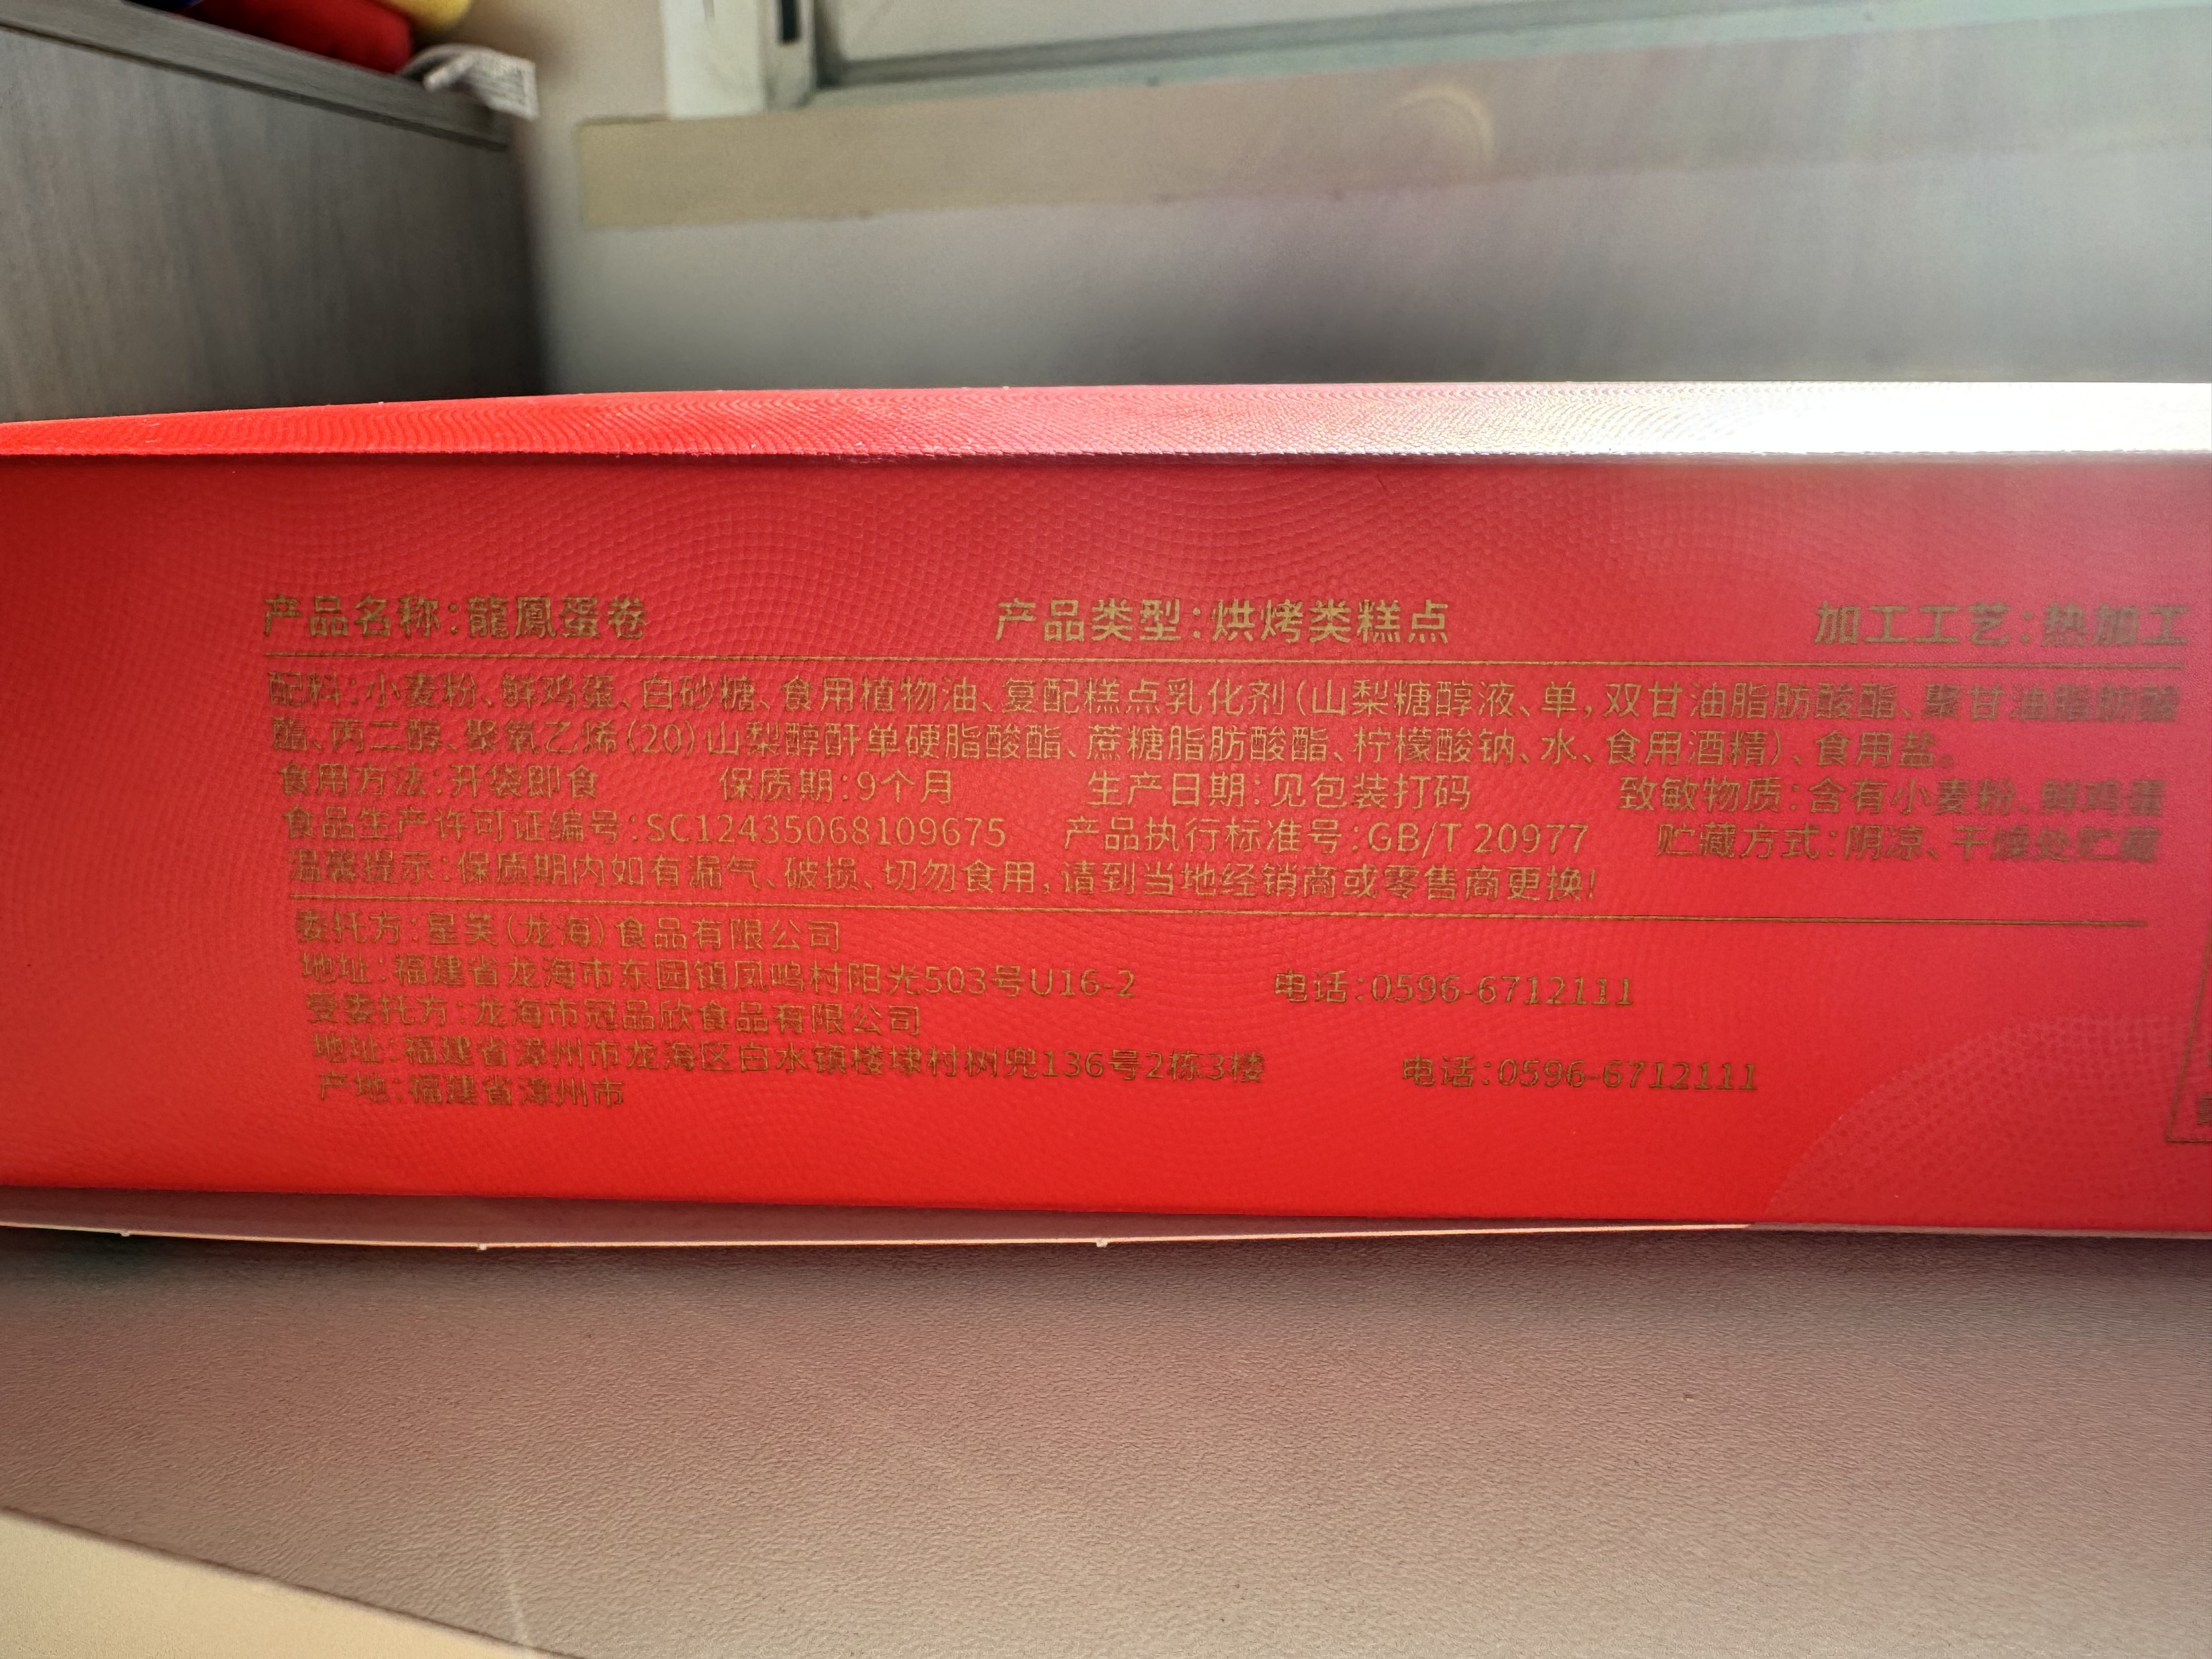 产品名称:龍鳳蛋卷 产品类型:烘烤类糕点 加工工艺:热加工
配料:小麦粉、鲜鸡蛋、白砂糖、食用植物油、复配糕点乳化剂(山梨糖醇液、单,双甘油脂肪酸酯、聚甘油脂肪酸
酯、丙二醇、聚氧乙烯(20)山梨醇酐单硬脂酸酯、蔗糖脂肪酸酯、柠檬酸钠、水、食用酒精)、食用盐。
食用方法:开袋即食 保质期:9个月 生产日期:见包装打码 致敏物质:含有小麦粉、鲜鸡蛋
食品生产许可证编号:SC12435068109675 产品执行标准号:GB/T 20977 贮藏方式:阴凉、干燥处贮藏
温馨提示:保质期内如有漏气、破损、切勿食用,请到当地经销商或零售商更换!
委托方:星芙(龙海)食品有限公司
地址:福建省龙海市东园镇凤鸣村阳光503号U16-2 电话:0596-6712111
受委托方:龙海市冠品欣食品有限公司
地址:福建省漳州市龙海区白水镇楼埭村树兜136号2栋3楼 电话:0596-6712111
产地:福建省漳州市